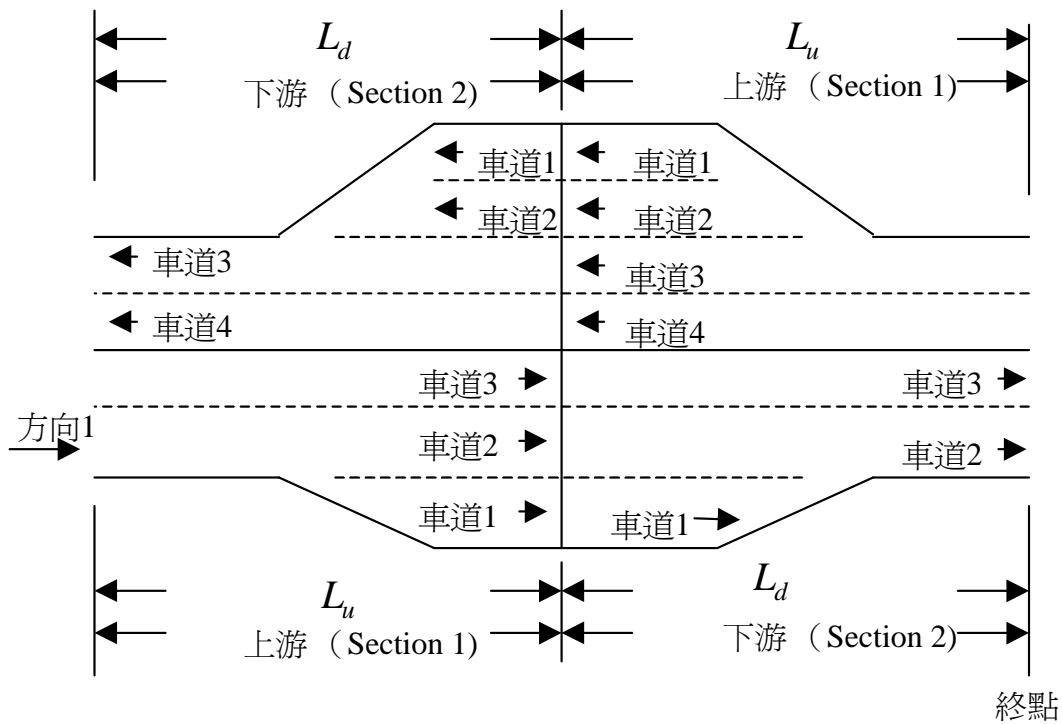 L_d L_u
下游 （Section 2) 上游 （Section 1)
車道1 車道1
車道2 車道2
車道3 車道3
車道4 車道4
車道3 車道3
方向1
車道2 車道2
車道1 車道1
L_u L_d
上游（Section 1) 下游（Section 2)
終點